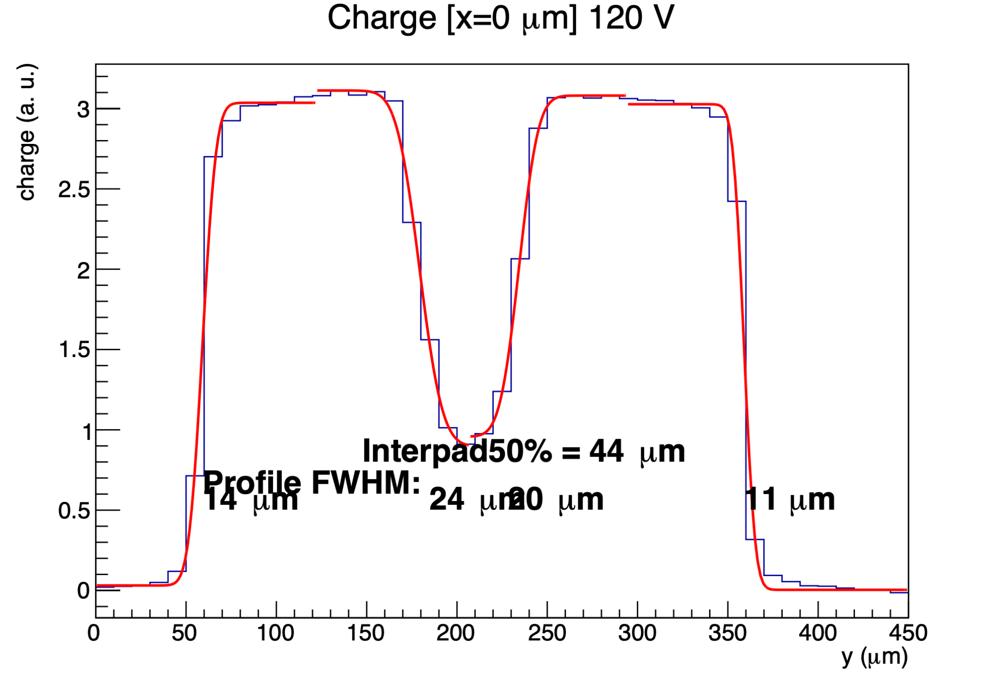 Charge [x=0 μm] 120 V
charge (a. u.)
3
2.5
2
1.5
1
0.5
0
Interpad50% = 44 μm
Profile FWHM:
14 μm 24 μm 20 μm 11 μm
0 50 100 150 200 250 300 350 400 450
y (μm)